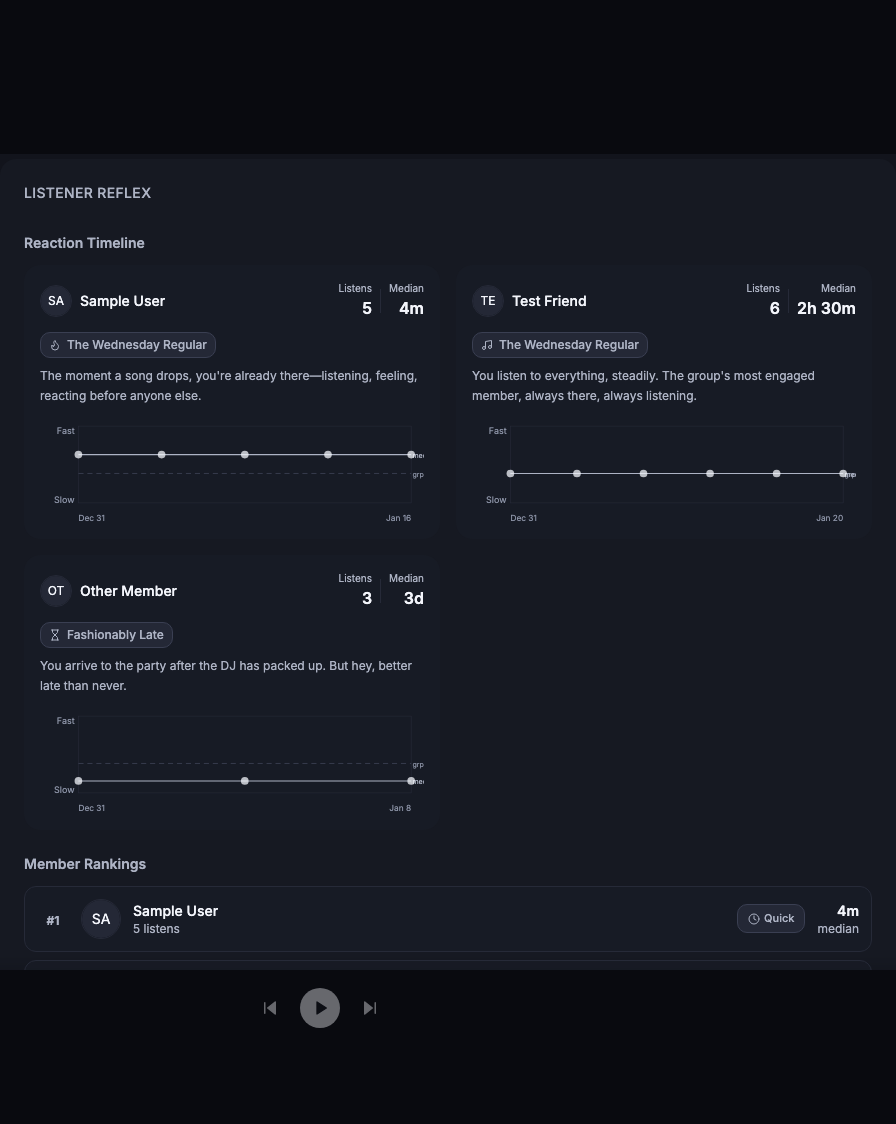 LISTENER REFLEX
Reaction Timeline
SA
Sample User
Listens
5
Median
4m
The Wednesday Regular
The moment a song drops, you're already there—listening, feeling,
reacting before anyone else.
Fast
Slow
grp
Dec 31
Jan 16
TE
Test Friend
Listens
6
Median
2h 30m
The Wednesday Regular
You listen to everything, steadily. The group's most engaged
member, always there, always listening.
Fast
Slow
Dec 31
Jan 20
OT
Other Member
Listens
3
Median
3d
Fashionably Late
You arrive to the party after the DJ has packed up. But hey, better
late than never.
Fast
grp
Slow
Dec 31
Jan 8
Member Rankings
#1
SA
Sample User
5 listens
Quick
4m
median